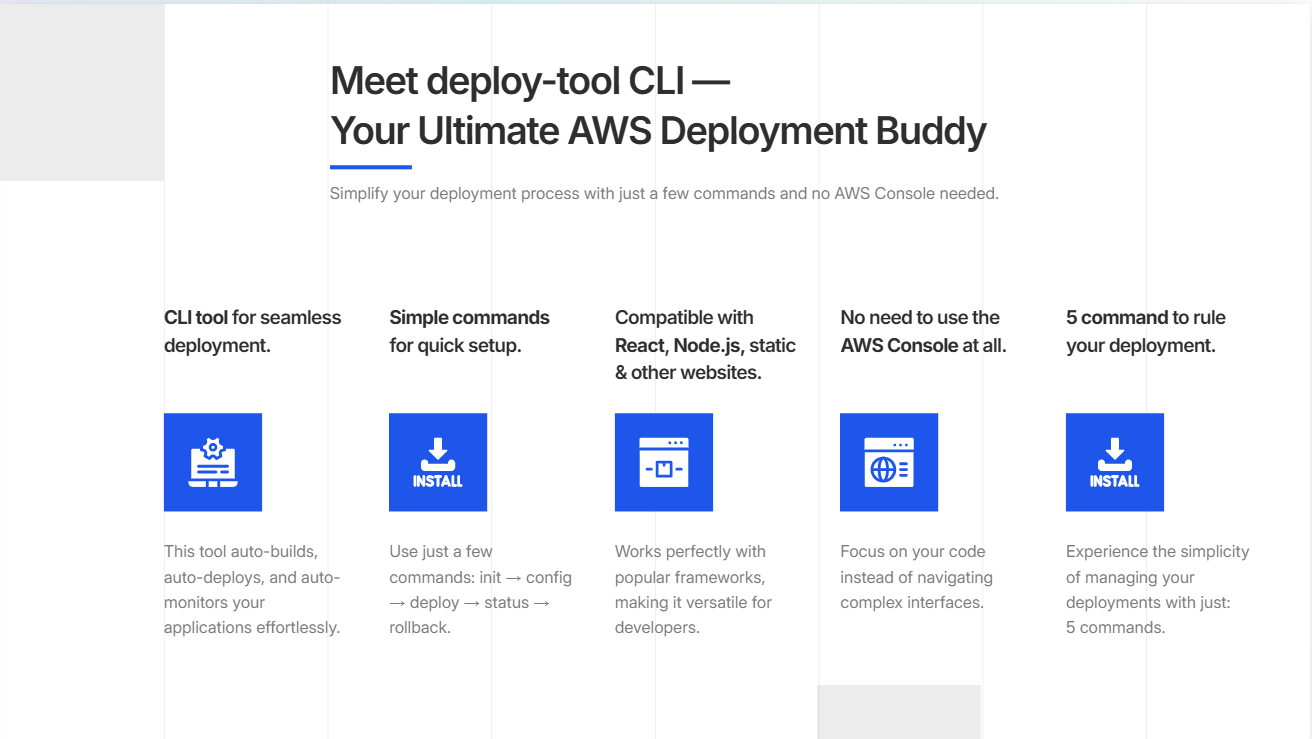 Meet deploy-tool CLI —
Your Ultimate AWS Deployment Buddy
Simplify your deployment process with just a few commands and no AWS Console needed.
CLI tool for seamless
deployment.
INSTALL
This tool auto-builds,
auto-deploys, and auto-
monitors your
applications effortlessly.
Simple commands
for quick setup.
Use just a few
commands: init → config
→ deploy → status →
rollback.
Compatible with
React, Node.js, static
& other websites.
Works perfectly with
popular frameworks,
making it versatile for
developers.
No need to use the
AWS Console at all.
Focus on your code
instead of navigating
complex interfaces.
5 command to rule
your deployment.
INSTALL
Experience the simplicity
of managing your
deployments with just:
5 commands.